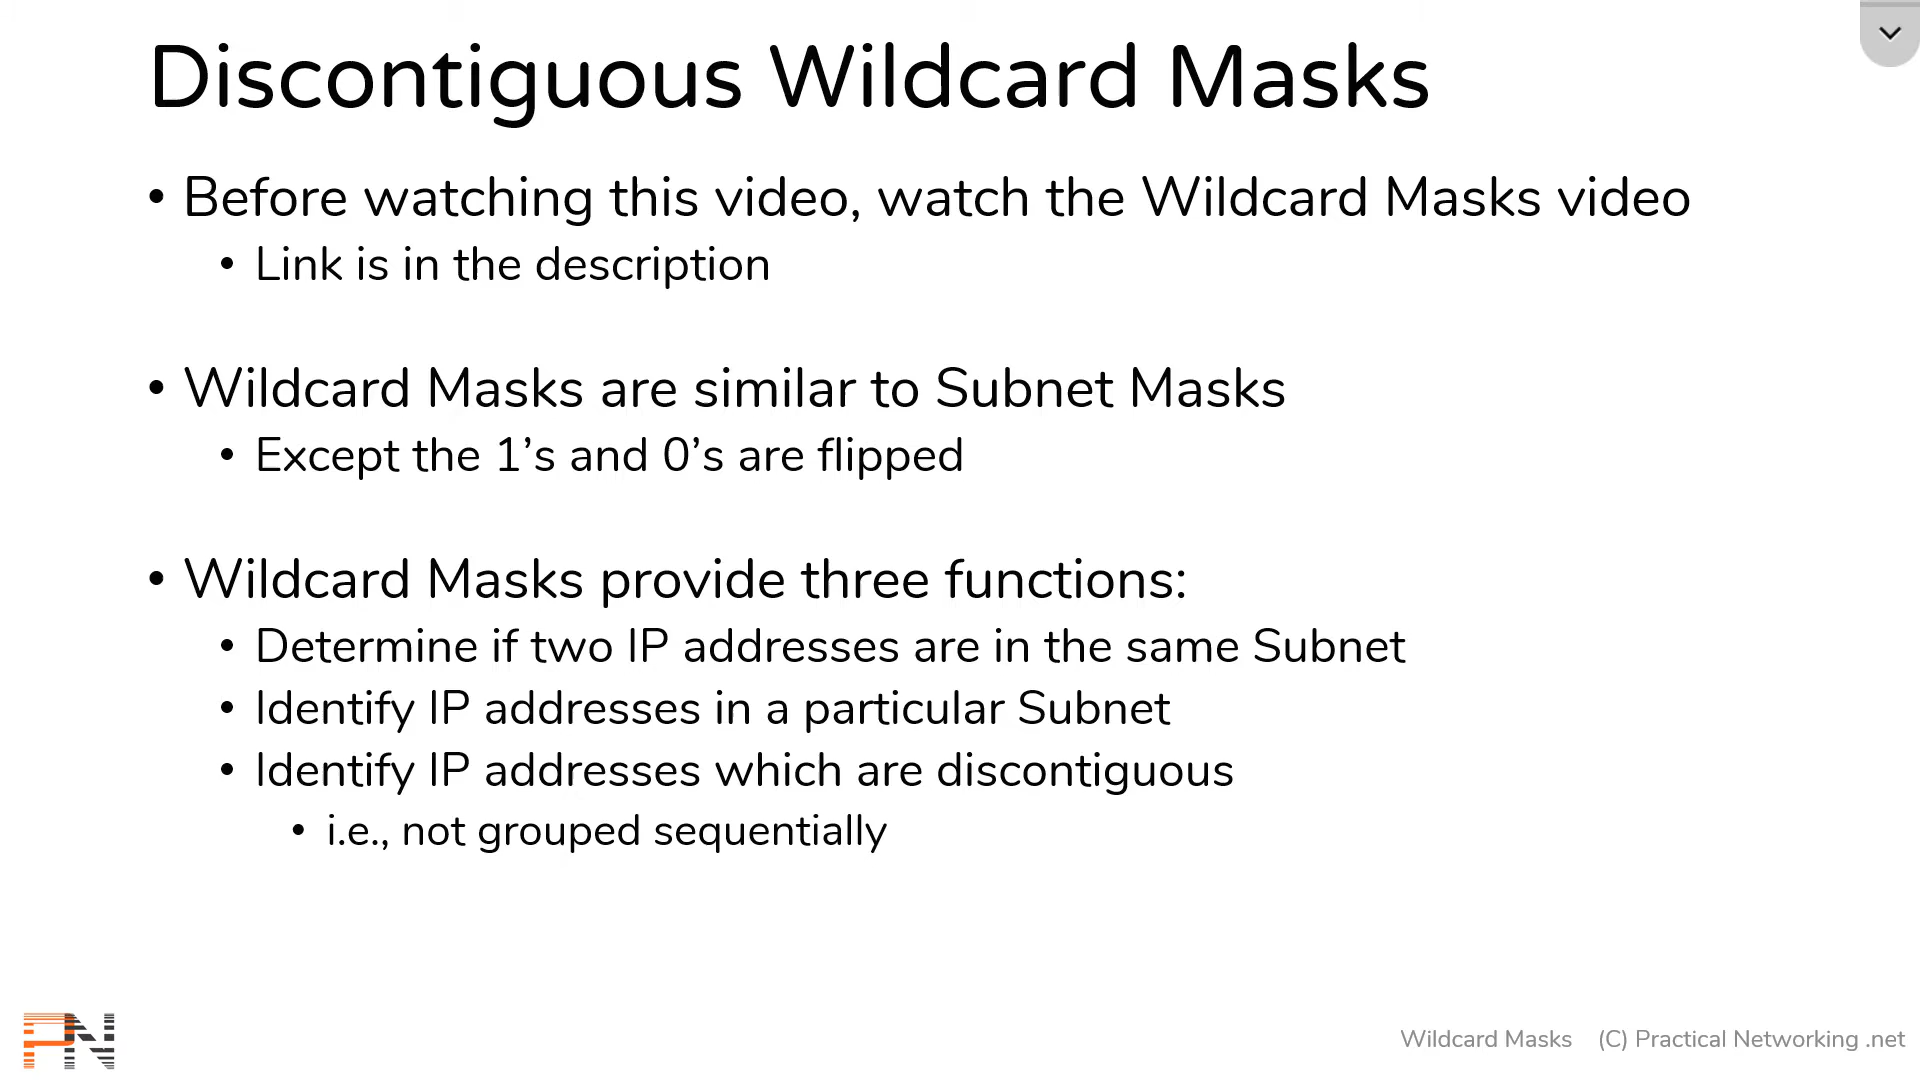 Discontiguous Wildcard Masks
• Before watching this video, watch the Wildcard Masks video
• Link is in the description
• Wildcard Masks are similar to Subnet Masks
• Except the 1’s and 0’s are flipped
• Wildcard Masks provide three functions:
• Determine if two IP addresses are in the same Subnet
• Identify IP addresses in a particular Subnet
• Identify IP addresses which are discontiguous
• i.e., not grouped sequentially
PN
Wildcard Masks (C) Practical Networking .net